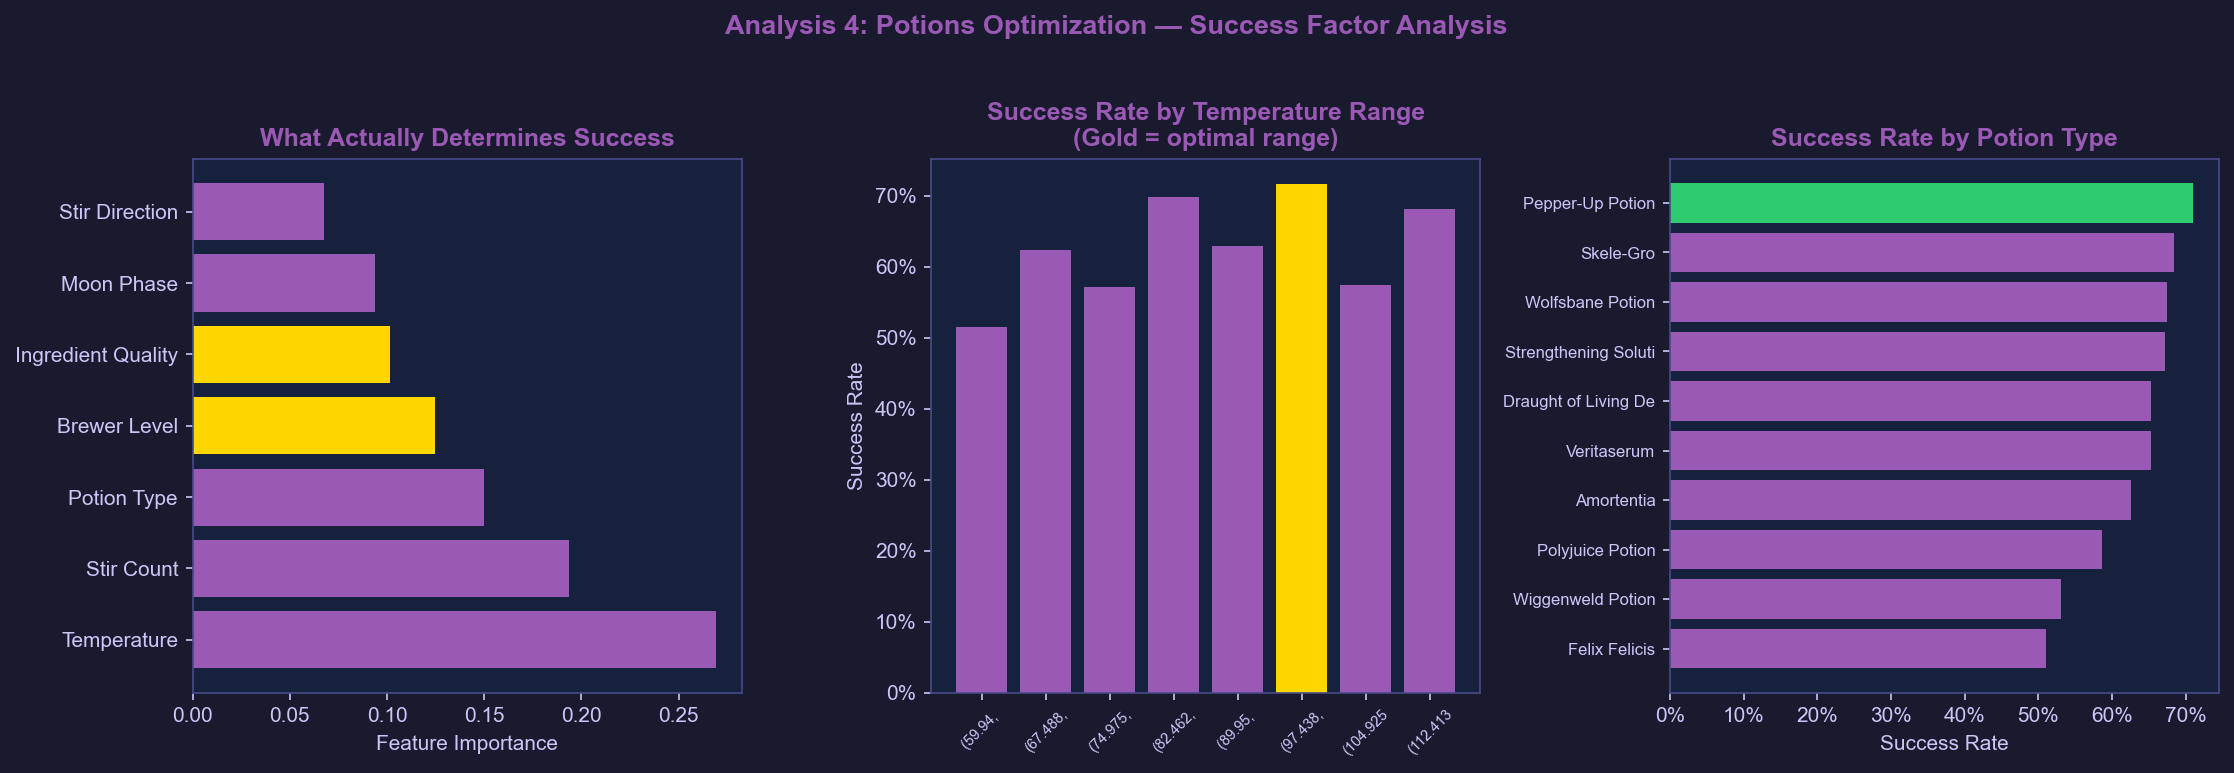 Analysis 4: Potions Optimization — Success Factor Analysis
What Actually Determines Success
Stir Direction
Moon Phase
Ingredient Quality
Brewer Level
Potion Type
Stir Count
Temperature
0.00 0.05 0.10 0.15 0.20 0.25
Feature Importance
Success Rate by Temperature Range
(Gold = optimal range)
Success Rate
70%
60%
50%
40%
30%
20%
10%
0%
(59.94, (67.488, (74.975, (82.462, (89.95, (97.438, (104.925 (112.413
Success Rate by Potion Type
Pepper-Up Potion
Skele-Gro
Wolfsbane Potion
Strengthening Soluti
Draught of Living De
Veritaserum
Amortentia
Polyjuice Potion
Wiggenweld Potion
Felix Felicis
0% 10% 20% 30% 40% 50% 60% 70%
Success Rate